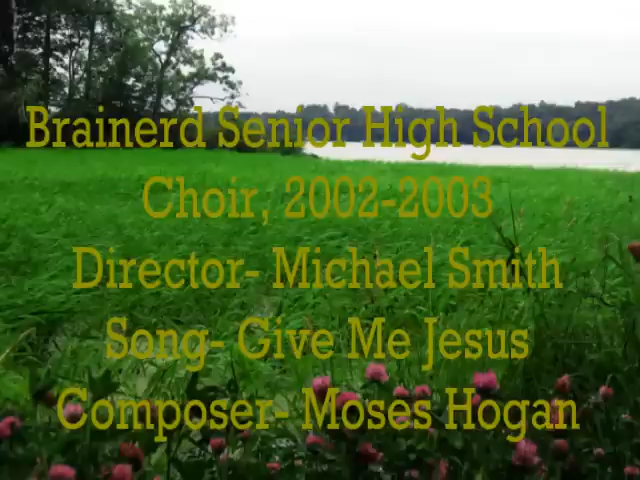 Brainerd Senior High School
Choir, 2002-2003
Director- Michael Smith
Song- Give Me Jesus
Composer- Moses Hogan